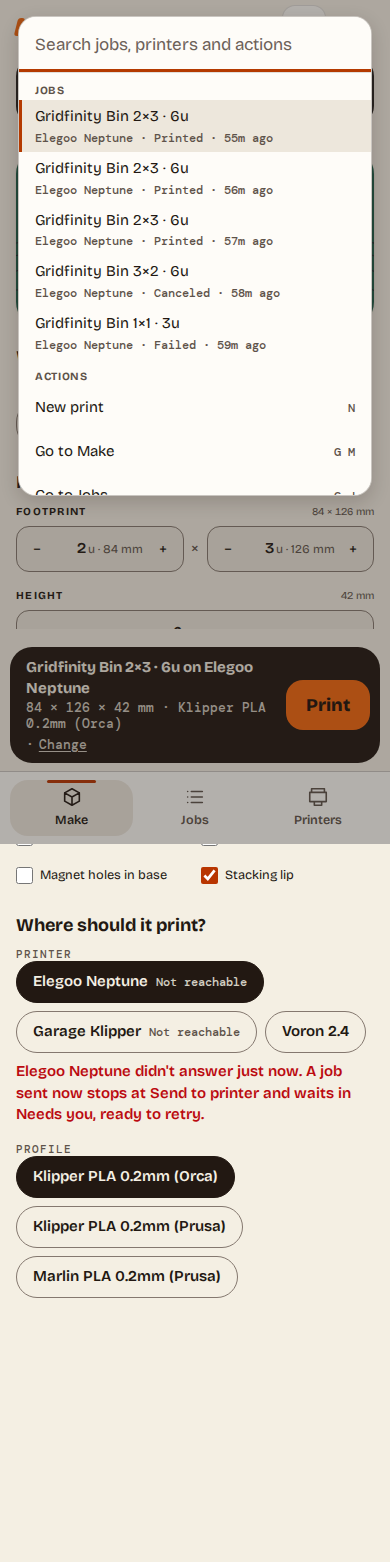 Search jobs, printers and actions
JOBS
Gridfinity Bin 2×3 · 6u
Elegoo Neptune · Printed · 55m ago
Gridfinity Bin 2×3 · 6u
Elegoo Neptune · Printed · 56m ago
Gridfinity Bin 2×3 · 6u
Elegoo Neptune · Printed · 57m ago
Gridfinity Bin 3×2 · 6u
Elegoo Neptune · Canceled · 58m ago
Gridfinity Bin 1×1 · 3u
Elegoo Neptune · Failed · 59m ago
ACTIONS
New print N
Go to Make G M
Go to Jobs G J
FOOTPRINT 84 × 126 mm
− 2 u · 84 mm + × − 3 u · 126 mm +
HEIGHT 42 mm
Gridfinity Bin 2×3 · 6u on Elegoo
Neptune
84 × 126 × 42 mm · Klipper PLA
0.2mm (Orca)
· Change
Print
Make Jobs Printers
Magnet holes in base Stacking lip
Where should it print?
PRINTER
Elegoo Neptune Not reachable
Garage Klipper Not reachable Voron 2.4
Elegoo Neptune didn't answer just now. A job
sent now stops at Send to printer and waits in
Needs you, ready to retry.
PROFILE
Klipper PLA 0.2mm (Orca)
Klipper PLA 0.2mm (Prusa)
Marlin PLA 0.2mm (Prusa)